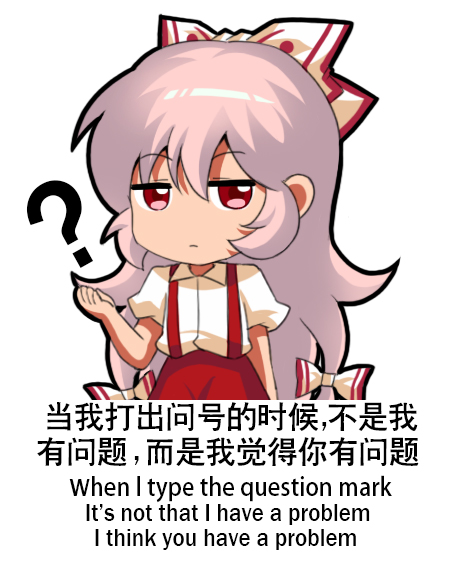 ?
当我打出问号的时候,不是我
有问题,而是我觉得你有问题
When I type the question mark
It's not that I have a problem
I think you have a problem